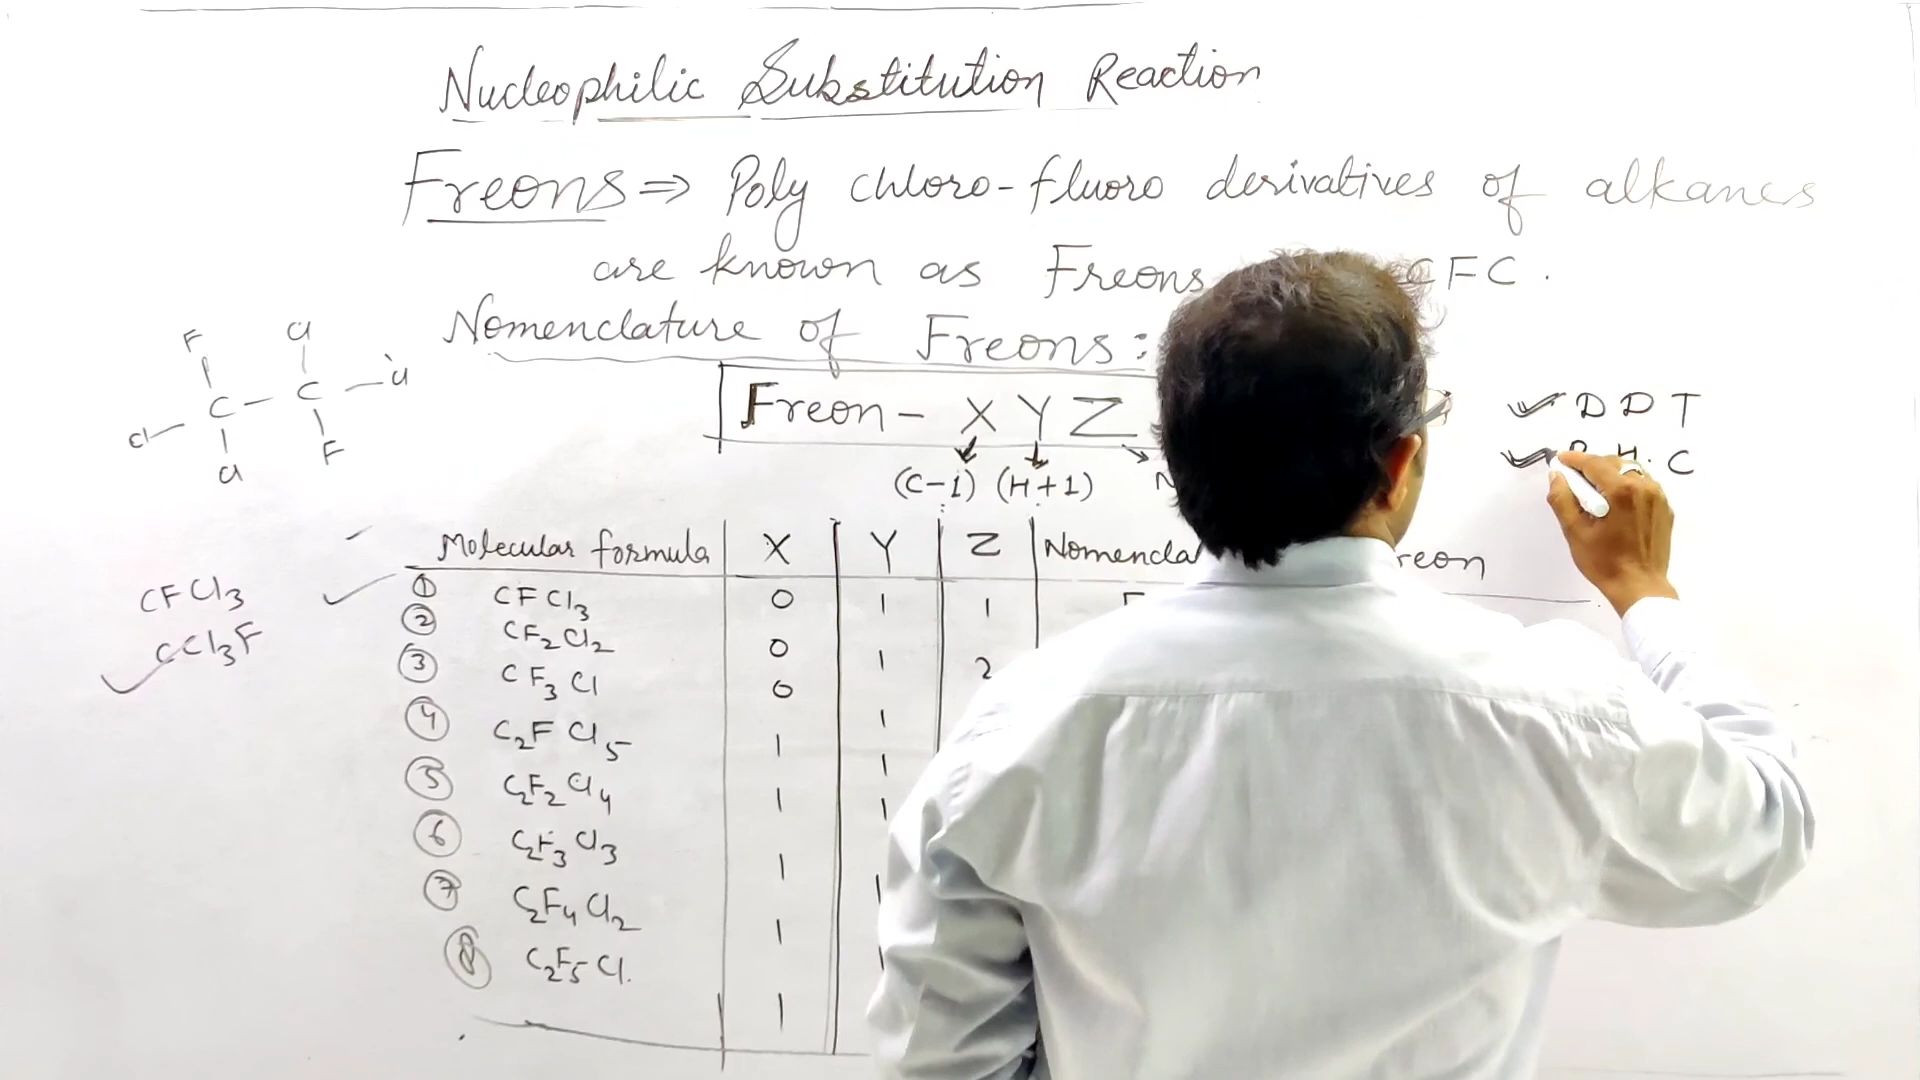 Nucleophilic Substitution Reaction
Freons ⇒ Poly chloro-fluoro derivatives of alkanes
are known as Freons CFC.
Nomenclature of Freons:
Freon - X Y Z
(C-1) (H+1) N
F Cl
C - C - Cl
Cl
Cl F
DDT
B.H.C
CFCl3
CCl3F
Molecular formula X Y Z Nomencla reon
① CFCl3 0 1 1 F
② CF2Cl2 0 1 2
③ CF3Cl 0 1
④ C2FCl5 1 1
⑤ C2F2Cl4 1 1
⑥ C2F3Cl3 1 1
⑦ C2F4Cl2 1 1
⑧ C2F5Cl. 1